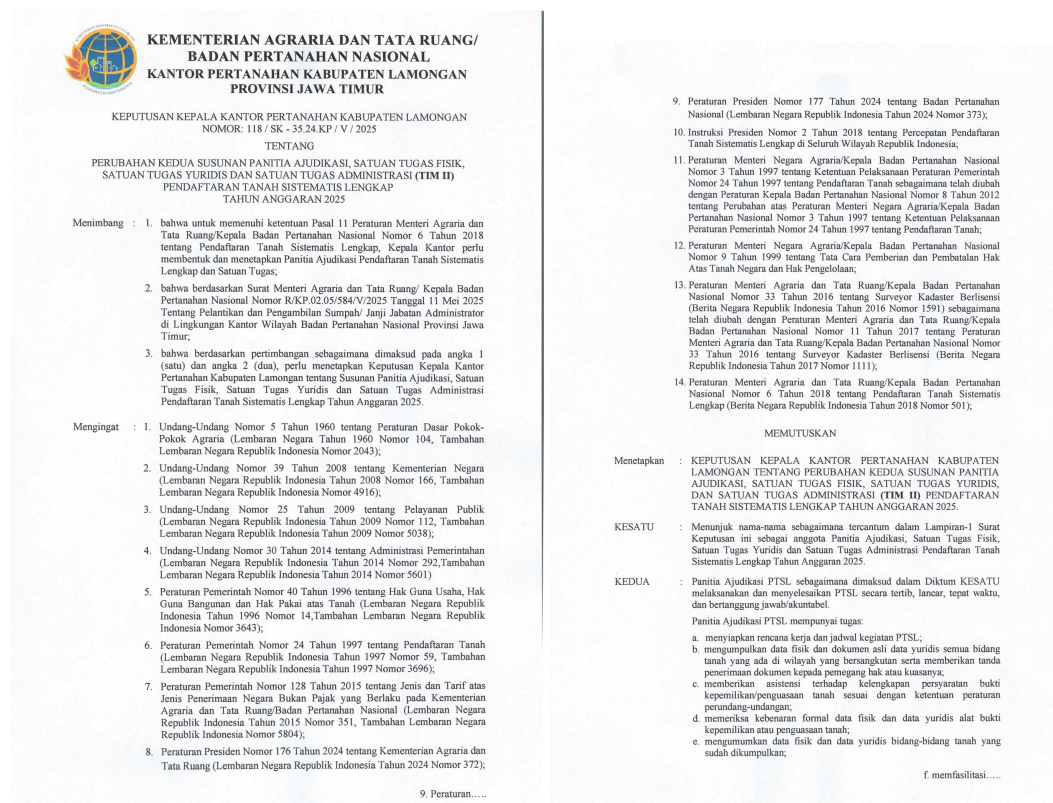 KEMENTERIAN AGRARIA DAN TATA RUANG/
BADAN PERTANAHAN NASIONAL
KANTOR PERTANAHAN KABUPATEN LAMONGAN
PROVINSI JAWA TIMUR
KEPUTUSAN KEPALA KANTOR PERTANAHAN KABUPATEN LAMONGAN
NOMOR: 118 / SK - 35.24.KP / V / 2025
TENTANG
PERUBAHAN KEDUA SUSUNAN PANITIA AJUDIKASI, SATUAN TUGAS FISIK,
SATUAN TUGAS YURIDIS DAN SATUAN TUGAS ADMINISTRASI (TIM II)
PENDAFTARAN TANAH SISTEMATIS LENGKAP
TAHUN ANGGARAN 2025
Menimbang : 1. bahwa untuk memenuhi ketentuan Pasal 11 Peraturan Menteri Agraria dan
Tata Ruang/Kepala Badan Pertanahan Nasional Nomor 6 Tahun 2018
tentang Pendaftaran Tanah Sistematis Lengkap, Kepala Kantor perlu
membentuk dan menetapkan Panitia Ajudikasi Pendaftaran Tanah Sistematis
Lengkap dan Satuan Tugas;
2. bahwa berdasarkan Surat Menteri Agraria dan Tata Ruang/ Kepala Badan
Pertanahan Nasional Nomor R/KP.02.05/584/V/2025 Tanggal 11 Mei 2025
Tentang Pelantikan dan Pengambilan Sumpah/ Janji Jabatan Administrator
di Lingkungan Kantor Wilayah Badan Pertanahan Nasional Provinsi Jawa
Timur;
3. bahwa berdasarkan pertimbangan sebagaimana dimaksud pada angka 1
(satu) dan angka 2 (dua), perlu menetapkan Keputusan Kepala Kantor
Pertanahan Kabupaten Lamongan tentang Susunan Panitia Ajudikasi, Satuan
Tugas Fisik, Satuan Tugas Yuridis dan Satuan Tugas Administrasi
Pendaftaran Tanah Sistematis Lengkap Tahun Anggaran 2025.
Mengingat : 1. Undang-Undang Nomor 5 Tahun 1960 tentang Peraturan Dasar Pokok-
Pokok Agraria (Lembaran Negara Tahun 1960 Nomor 104, Tambahan
Lembaran Negara Republik Indonesia Nomor 2043);
2. Undang-Undang Nomor 39 Tahun 2008 tentang Kementerian Negara
(Lembaran Negara Republik Indonesia Tahun 2008 Nomor 166, Tambahan
Lembaran Negara Republik Indonesia Nomor 4916);
3. Undang-Undang Nomor 25 Tahun 2009 tentang Pelayanan Publik
(Lembaran Negara Republik Indonesia Tahun 2009 Nomor 112, Tambahan
Lembaran Negara Republik Indonesia Tahun 2009 Nomor 5038);
4. Undang-Undang Nomor 30 Tahun 2014 tentang Administrasi Pemerintahan
(Lembaran Negara Republik Indonesia Tahun 2014 Nomor 292,Tambahan
Lembaran Negara Republik Indonesia Tahun 2014 Nomor 5601)
5. Peraturan Pemerintah Nomor 40 Tahun 1996 tentang Hak Guna Usaha, Hak
Guna Bangunan dan Hak Pakai atas Tanah (Lembaran Negara Republik
Indonesia Tahun 1996 Nomor 14,Tambahan Lembaran Negara Republik
Indonesia Nomor 3643);
6. Peraturan Pemerintah Nomor 24 Tahun 1997 tentang Pendaftaran Tanah
(Lembaran Negara Republik Indonesia Tahun 1997 Nomor 59, Tambahan
Lembaran Negara Republik Indonesia Tahun 1997 Nomor 3696);
7. Peraturan Pemerintah Nomor 128 Tahun 2015 tentang Jenis dan Tarif atas
Jenis Penerimaan Negara Bukan Pajak yang Berlaku pada Kementerian
Agraria dan Tata Ruang/Badan Pertanahan Nasional (Lembaran Negara
Republik Indonesia Tahun 2015 Nomor 351, Tambahan Lembaran Negara
Republik Indonesia Nomor 5804);
8. Peraturan Presiden Nomor 176 Tahun 2024 tentang Kementerian Agraria dan
Tata Ruang (Lembaran Negara Republik Indonesia Tahun 2024 Nomor 372);
9. Peraturan.....
9. Peraturan Presiden Nomor 177 Tahun 2024 tentang Badan Pertanahan
Nasional (Lembaran Negara Republik Indonesia Tahun 2024 Nomor 373);
10. Instruksi Presiden Nomor 2 Tahun 2018 tentang Percepatan Pendaftaran
Tanah Sistematis Lengkap di Seluruh Wilayah Republik Indonesia;
11. Peraturan Menteri Negara Agraria/Kepala Badan Pertanahan Nasional
Nomor 3 Tahun 1997 tentang Ketentuan Pelaksanaan Peraturan Pemerintah
Nomor 24 Tahun 1997 tentang Pendaftaran Tanah sebagaimana telah diubah
dengan Peraturan Kepala Badan Pertanahan Nasional Nomor 8 Tahun 2012
tentang Perubahan atas Peraturan Menteri Negara Agraria/Kepala Badan
Pertanahan Nasional Nomor 3 Tahun 1997 tentang Ketentuan Pelaksanaan
Peraturan Pemerintah Nomor 24 Tahun 1997 tentang Pendaftaran Tanah;
12. Peraturan Menteri Negara Agraria/Kepala Badan Pertanahan Nasional
Nomor 9 Tahun 1999 tentang Tata Cara Pemberian dan Pembatalan Hak
Atas Tanah Negara dan Hak Pengelolaan;
13. Peraturan Menteri Agraria dan Tata Ruang/Kepala Badan Pertanahan
Nasional Nomor 33 Tahun 2016 tentang Surveyor Kadaster Berlisensi
(Berita Negara Republik Indonesia Tahun 2016 Nomor 1591) sebagaimana
telah diubah dengan Peraturan Menteri Agraria dan Tata Ruang/Kepala
Badan Pertanahan Nasional Nomor 11 Tahun 2017 tentang Peraturan
Menteri Agraria dan Tata Ruang/Kepala Badan Pertanahan Nasional Nomor
33 Tahun 2016 tentang Surveyor Kadaster Berlisensi (Berita Negara
Republik Indonesia Tahun 2017 Nomor 1111);
14. Peraturan Menteri Agraria dan Tata Ruang/Kepala Badan Pertanahan
Nasional Nomor 6 Tahun 2018 tentang Pendaftaran Tanah Sistematis
Lengkap (Berita Negara Republik Indonesia Tahun 2018 Nomor 501);
MEMUTUSKAN
Menetapkan : KEPUTUSAN KEPALA KANTOR PERTANAHAN KABUPATEN
LAMONGAN TENTANG PERUBAHAN KEDUA SUSUNAN PANITIA
AJUDIKASI, SATUAN TUGAS FISIK, SATUAN TUGAS YURIDIS,
DAN SATUAN TUGAS ADMINISTRASI (TIM II) PENDAFTARAN
TANAH SISTEMATIS LENGKAP TAHUN ANGGARAN 2025.
KESATU : Menunjuk nama-nama sebagaimana tercantum dalam Lampiran-1 Surat
Keputusan ini sebagai anggota Panitia Ajudikasi, Satuan Tugas Fisik,
Satuan Tugas Yuridis dan Satuan Tugas Administrasi Pendaftaran Tanah
Sistematis Lengkap Tahun Anggaran 2025.
KEDUA : Panitia Ajudikasi PTSL sebagaimana dimaksud dalam Diktum KESATU
melaksanakan dan menyelesaikan PTSL secara tertib, lancar, tepat waktu,
dan bertanggung jawab/akuntabel.
Panitia Ajudikasi PTSL mempunyai tugas:
a. menyiapkan rencana kerja dan jadwal kegiatan PTSL;
b. mengumpulkan data fisik dan dokumen asli data yuridis semua bidang
tanah yang ada di wilayah yang bersangkutan serta memberikan tanda
penerimaan dokumen kepada pemegang hak atau kuasanya;
c. memberikan asistensi terhadap kelengkapan persyaratan bukti
kepemilikan/penguasaan tanah sesuai dengan ketentuan peraturan
perundang-undangan;
d. memeriksa kebenaran formal data fisik dan data yuridis alat bukti
kepemilikan atau penguasaan tanah;
e. mengumumkan data fisik dan data yuridis bidang-bidang tanah yang
sudah dikumpulkan;
f. memfasilitasi.....